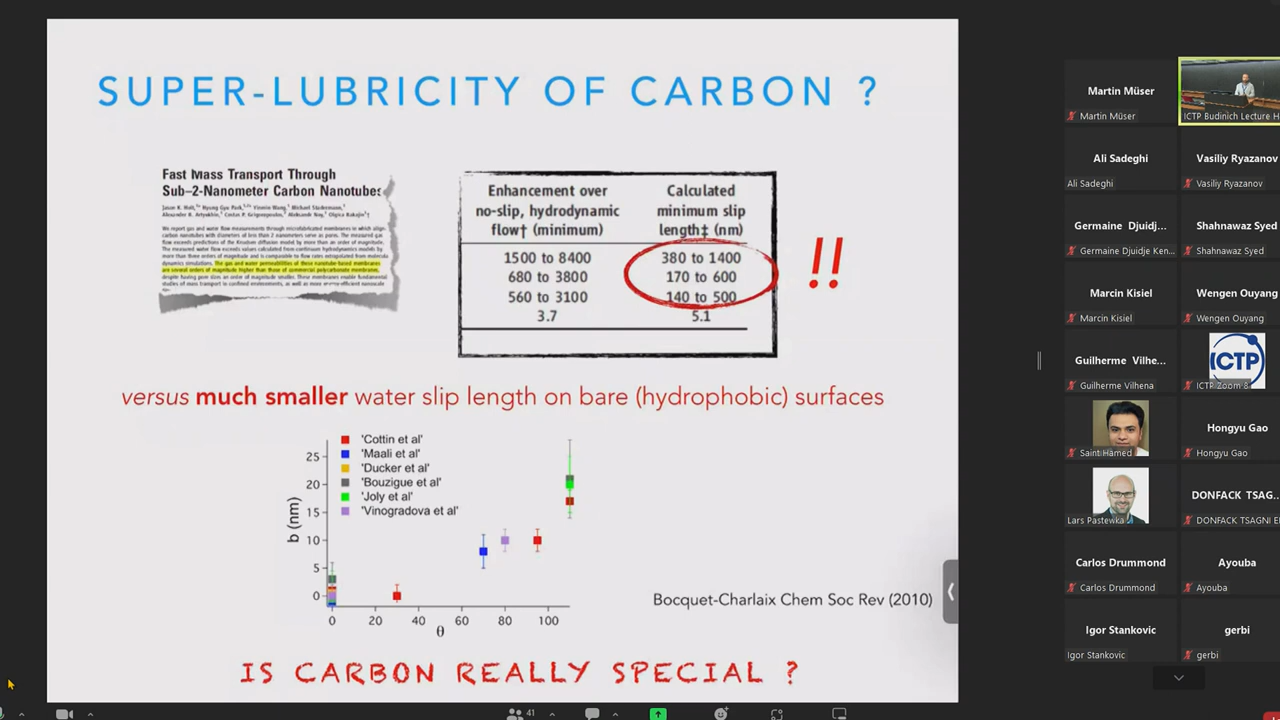 SUPER-LUBRICITY OF CARBON ?
Fast Mass Transport Through
Sub–2-Nanometer Carbon Nanotubes
Enhancement over
no-slip, hydrodynamic
flow† (minimum)
Calculated
minimum slip
length‡ (nm)
1500 to 8400
380 to 1400
680 to 3800
170 to 600
560 to 3100
140 to 500
3.7
5.1
!!
versus much smaller water slip length on bare (hydrophobic) surfaces
'Cottin et al'
'Maali et al'
'Ducker et al'
'Bouzigue et al'
'Joly et al'
'Vinogradova et al'
b (nm)
25
20
15
10
5
0
0
20
40
60
80
100
θ
Bocquet-Charlaix Chem Soc Rev (2010)
IS CARBON REALLY SPECIAL ?
Martin Müser
Martin Müser
ICTP Budinich Lecture H
Ali Sadeghi
Ali Sadeghi
Vasiliy Ryazanov
Vasiliy Ryazanov
Germaine Djuidj...
Germaine Djuidje Ken...
Shahnawaz Syed
Shahnawaz Syed
Marcin Kisiel
Marcin Kisiel
Wengen Ouyang
Wengen Ouyang
Guilherme Vilhe...
Guilherme Vilhena
ICTP
ICTP Zoom 8
Saint Hamed
Hongyu Gao
Hongyu Gao
Lars Pastewka
DONFACK TSAG...
DONFACK TSAGNI E
Carlos Drummond
Carlos Drummond
Ayouba
Ayouba
Igor Stankovic
Igor Stankovic
gerbi
gerbi
41